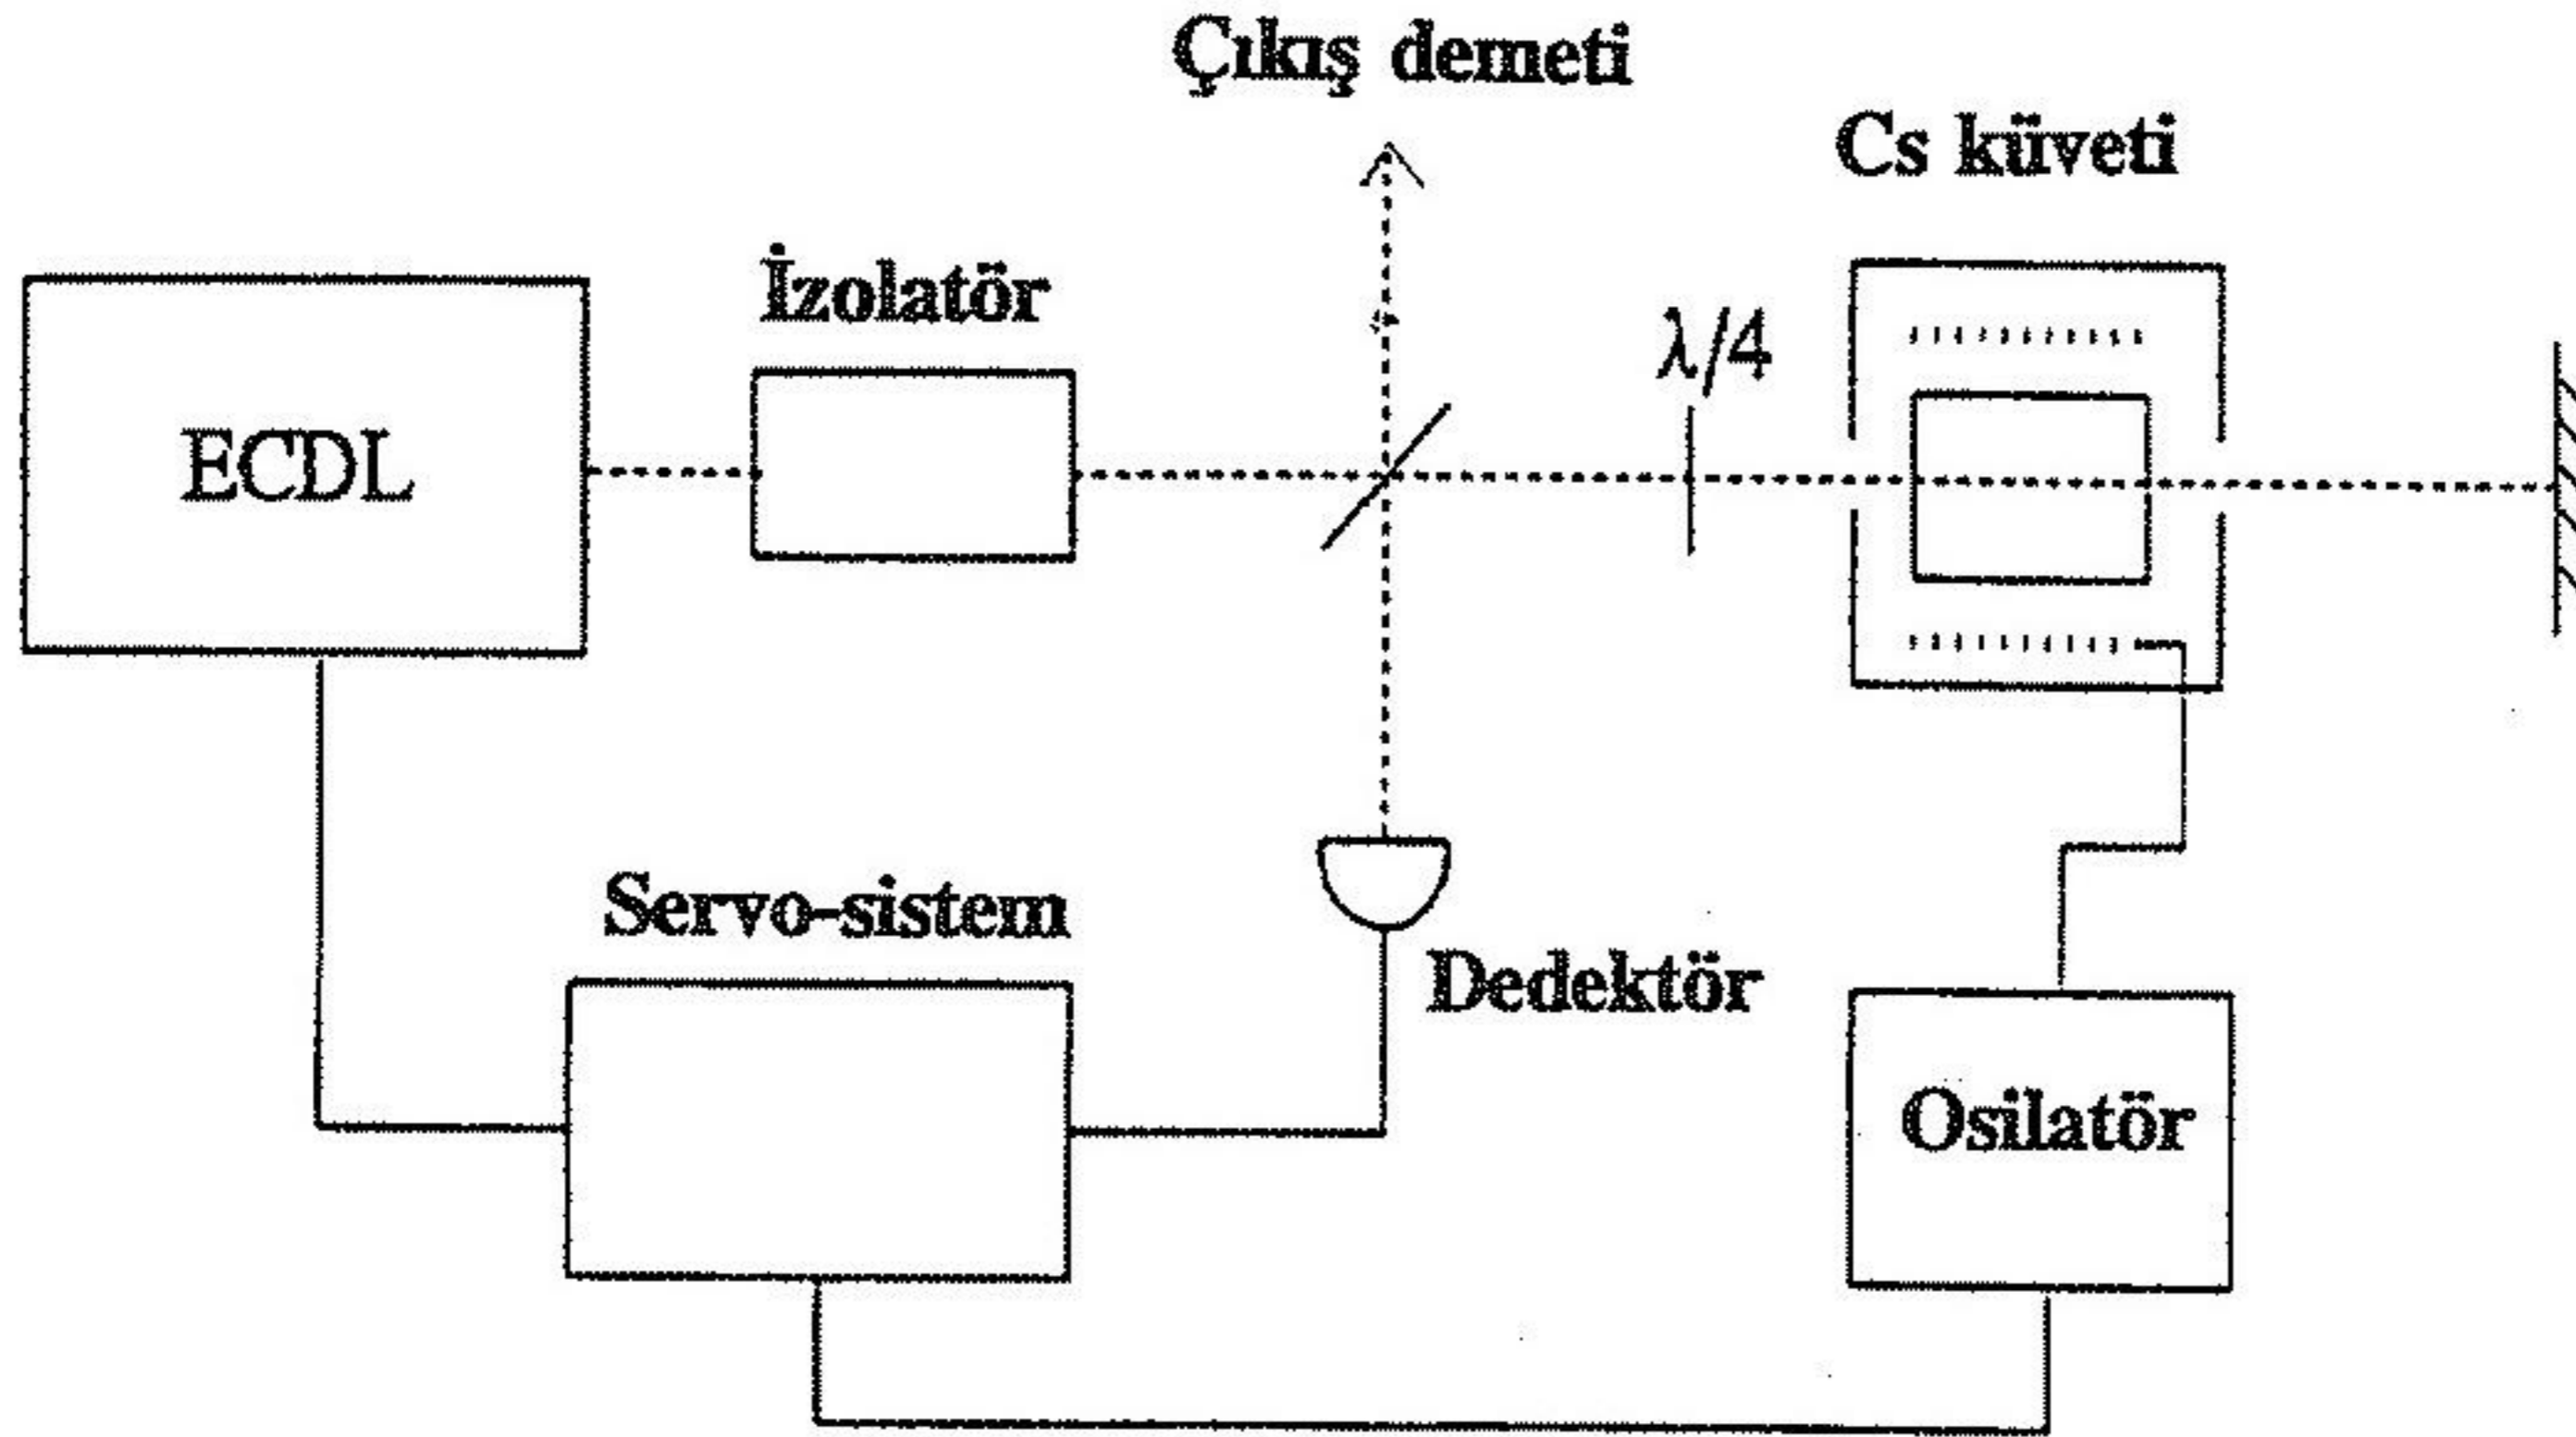 Çıkış demeti
Cs küveti
İzolatör
λ/4
ECDL
Servo-sistem
Dedektör
Osilatör